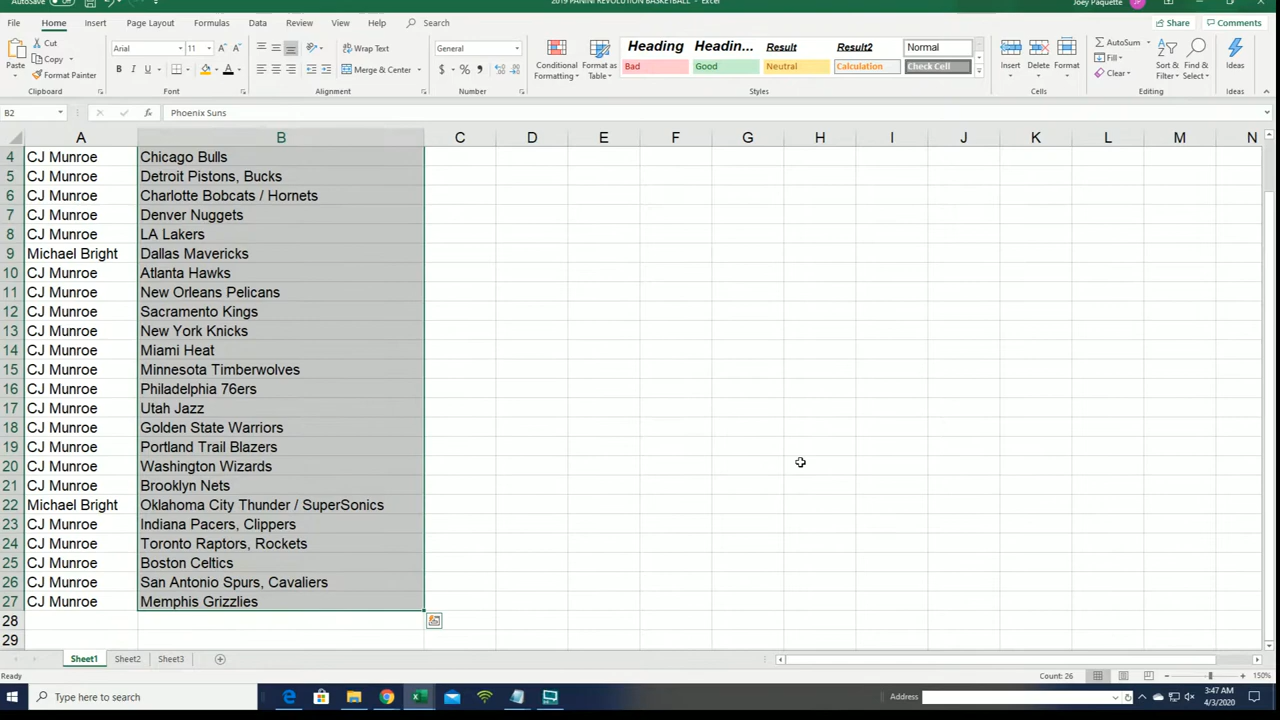 AutoSave
2019 PANINI REVOLUTION BASKETBALL - Excel
Joey Paquette JP
File Home Insert Page Layout Formulas Data Review View Help Search Share Comments
Paste Cut Copy Format Painter Clipboard
Arial 11 B I U A A A Font
Wrap Text Merge & Center Alignment
General $ % 9 Number
Conditional Formatting Format as Table
Heading Headin... Result Result2 Normal
Bad Good Neutral Calculation Check Cell
Styles
Insert Delete Format Cells
AutoSum Fill Clear Sort & Filter Find & Select Editing
Ideas Ideas
B2 fx Phoenix Suns
A B C D E F G H I J K L M N
4 CJ Munroe Chicago Bulls
5 CJ Munroe Detroit Pistons, Bucks
6 CJ Munroe Charlotte Bobcats / Hornets
7 CJ Munroe Denver Nuggets
8 CJ Munroe LA Lakers
9 Michael Bright Dallas Mavericks
10 CJ Munroe Atlanta Hawks
11 CJ Munroe New Orleans Pelicans
12 CJ Munroe Sacramento Kings
13 CJ Munroe New York Knicks
14 CJ Munroe Miami Heat
15 CJ Munroe Minnesota Timberwolves
16 CJ Munroe Philadelphia 76ers
17 CJ Munroe Utah Jazz
18 CJ Munroe Golden State Warriors
19 CJ Munroe Portland Trail Blazers
20 CJ Munroe Washington Wizards
21 CJ Munroe Brooklyn Nets
22 Michael Bright Oklahoma City Thunder / SuperSonics
23 CJ Munroe Indiana Pacers, Clippers
24 CJ Munroe Toronto Raptors, Rockets
25 CJ Munroe Boston Celtics
26 CJ Munroe San Antonio Spurs, Cavaliers
27 CJ Munroe Memphis Grizzlies
28
29
Sheet1 Sheet2 Sheet3
Ready Count: 26 150%
Type here to search Address 3:47 AM
4/3/2020